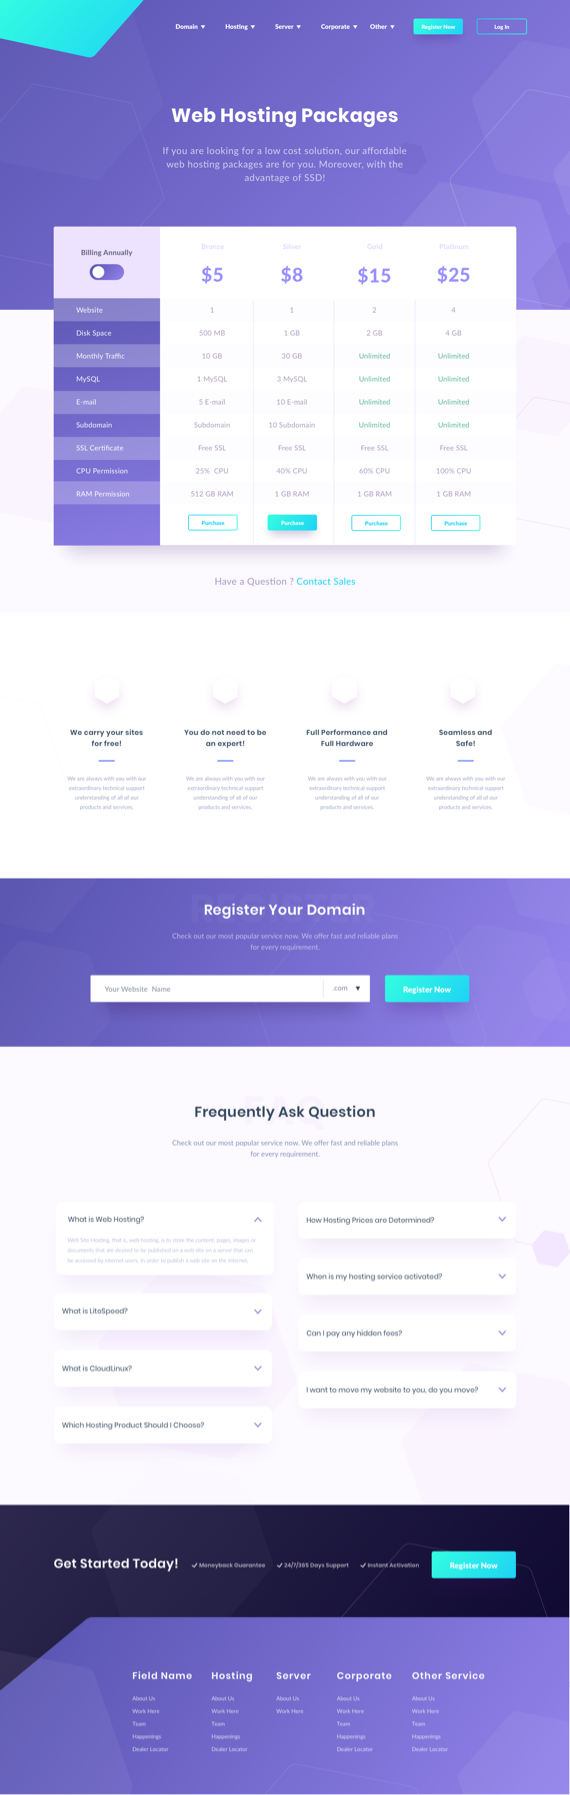 Domain ▼ Hosting ▼ Server ▼ Corporate ▼ Other ▼ Register Now Log In
Web Hosting Packages
If you are looking for a low cost solution, our affordable
web hosting packages are for you. Moreover, with the
advantage of SSD!
Billing Annually
Bronze Silver Gold Platinum
$5 $8 $15 $25
Website 1 1 2 4
Disk Space 500 MB 1 GB 2 GB 4 GB
Monthly Traffic 10 GB 30 GB Unlimited Unlimited
MySQL 1 MySQL 3 MySQL Unlimited Unlimited
E-mail 5 E-mail 10 E-mail Unlimited Unlimited
Subdomain Subdomain 10 Subdomain Unlimited Unlimited
SSL Certificate Free SSL Free SSL Free SSL Free SSL
CPU Permission 25% CPU 40% CPU 60% CPU 100% CPU
RAM Permission 512 GB RAM 1 GB RAM 1 GB RAM 1 GB RAM
Purchase Purchase Purchase Purchase
Have a Question ? Contact Sales
We carry your sites
for free!
We are always with you with our
extraordinary technical support
understanding of all of our
products and services.
You do not need to be
an expert!
We are always with you with our
extraordinary technical support
understanding of all of our
products and services.
Full Performance and
Full Hardware
We are always with you with our
extraordinary technical support
understanding of all of our
products and services.
Seamless and
Safe!
We are always with you with our
extraordinary technical support
understanding of all of our
products and services.
REGISTER
Register Your Domain
Check out our most popular service now. We offer fast and reliable plans
for every requirement.
Your Website Name .com ▼ Register Now
FAQ
Frequently Ask Question
Check out our most popular service now. We offer fast and reliable plans
for every requirement.
What is Web Hosting?
Web Site Hosting, that is, web hosting, is to store the content, pages, images or
documents that are desired to be published on a web site on a server that can
be accessed by internet users. In order to publish a web site on the internet,
What is LiteSpeed?
What is CloudLinux?
Which Hosting Product Should I Choose?
How Hosting Prices are Determined?
When is my hosting service activated?
Can I pay any hidden fees?
I want to move my website to you, do you move?
Get Started Today! ✓ Moneyback Guarantee ✓ 24/7/365 Days Support ✓ Instant Activation Register Now
Field Name
About Us
Work Here
Team
Happenings
Dealer Locator
Hosting
About Us
Work Here
Team
Happenings
Dealer Locator
Server
About Us
Work Here
Corporate
About Us
Work Here
Team
Happenings
Dealer Locator
Other Service
About Us
Work Here
Team
Happenings
Dealer Locator